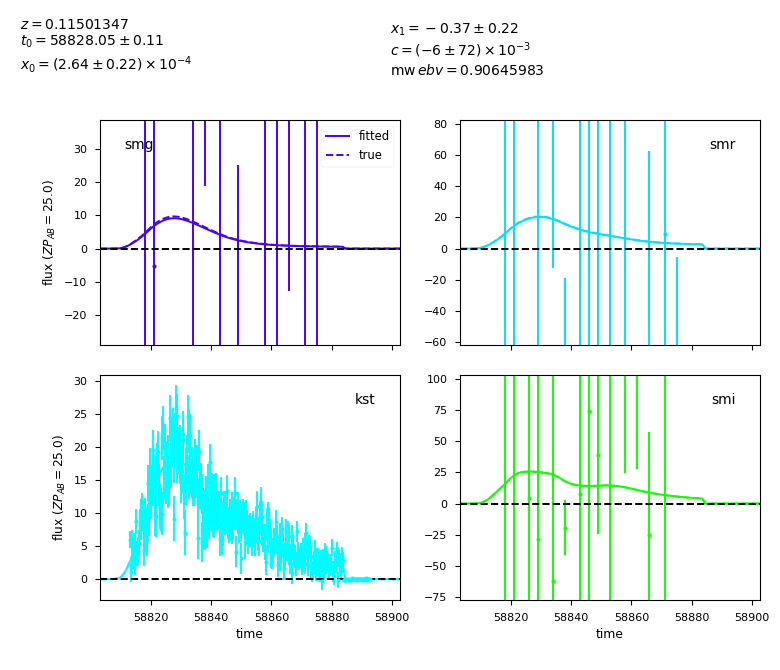 z = 0.11501347
t₀ = 58828.05 ± 0.11
x₀ = (2.64 ± 0.22) × 10⁻⁴
x₁ = −0.37 ± 0.22
c = (−6 ± 72) × 10⁻³
mw ebv = 0.90645983
smg
fitted
true
30
20
10
0
−10
−20
flux (ZP_AB = 25.0)
smr
80
60
40
20
0
−20
−40
−60
kst
30
25
20
15
10
5
0
flux (ZP_AB = 25.0)
58820 58840 58860 58880 58900
time
smi
100
75
50
25
0
−25
−50
−75
58820 58840 58860 58880 58900
time